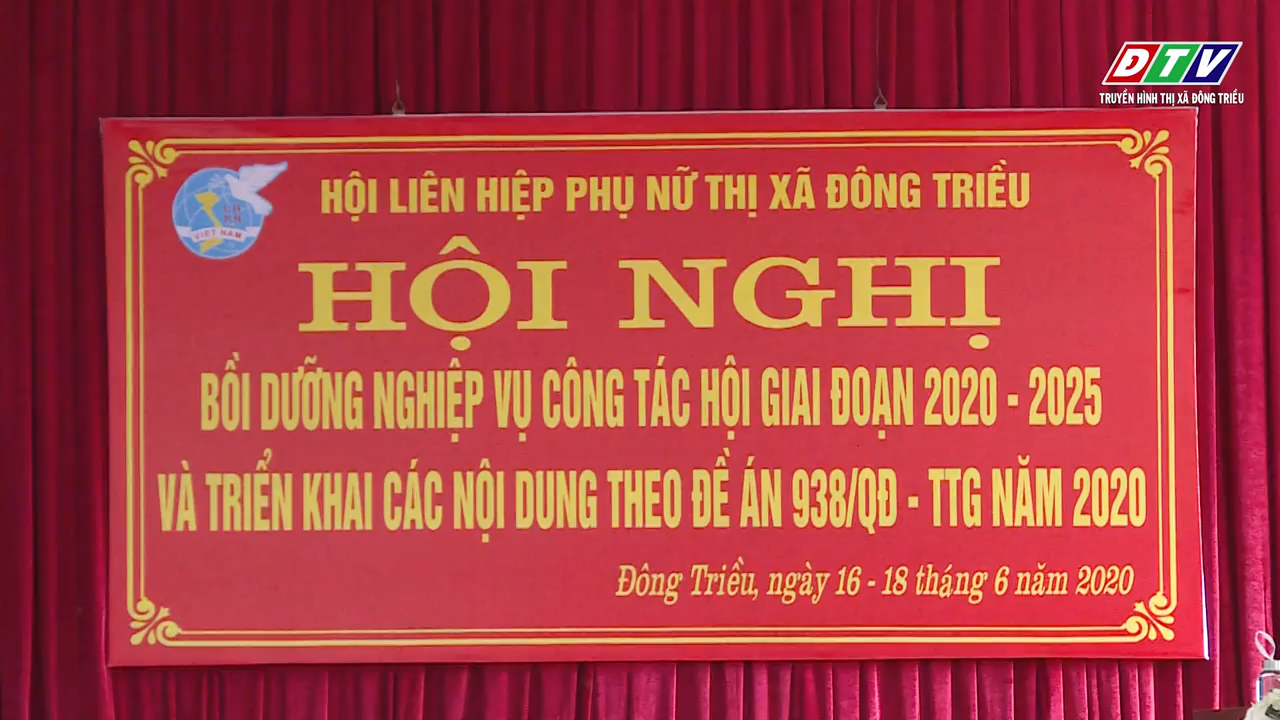 ĐTV
TRUYỀN HÌNH THỊ XÃ ĐÔNG TRIỀU
HỘI LIÊN HIỆP PHỤ NỮ THỊ XÃ ĐÔNG TRIỀU
VIỆT NAM
HỘI NGHỊ
BỒI DƯỠNG NGHIỆP VỤ CÔNG TÁC HỘI GIAI ĐOẠN 2020 - 2025
VÀ TRIỂN KHAI CÁC NỘI DUNG THEO ĐỀ ÁN 938/QĐ - TTG NĂM 2020
Đông Triều, ngày 16 - 18 tháng 6 năm 2020